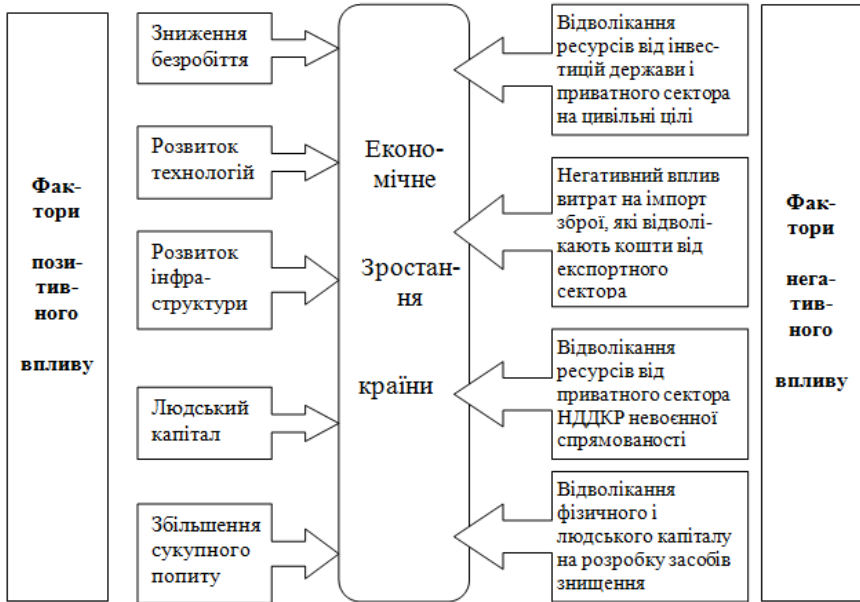 Фак-
тори
пози-
тив-
ного
впливу
Зниження
безробіття
Розвиток
технологій
Розвиток
інфра-
структури
Людський
капітал
Збільшення
сукупного
попиту
Еконо-
мічне
Зростан-
ня
країни
Відволікання
ресурсів від інвес-
тицій держави і
приватного сектора
на цивільні цілі
Негативний вплив
витрат на імпорт
зброї, які відволі-
кають кошти від
експортного
сектора
Відволікання
ресурсів від
приватного сектора
НДДКР невоєнної
спрямованості
Відволікання
фізичного і
людського капіталу
на розробку засобів
знищення
Фак-
тори
нега-
тив-
ного
впливу